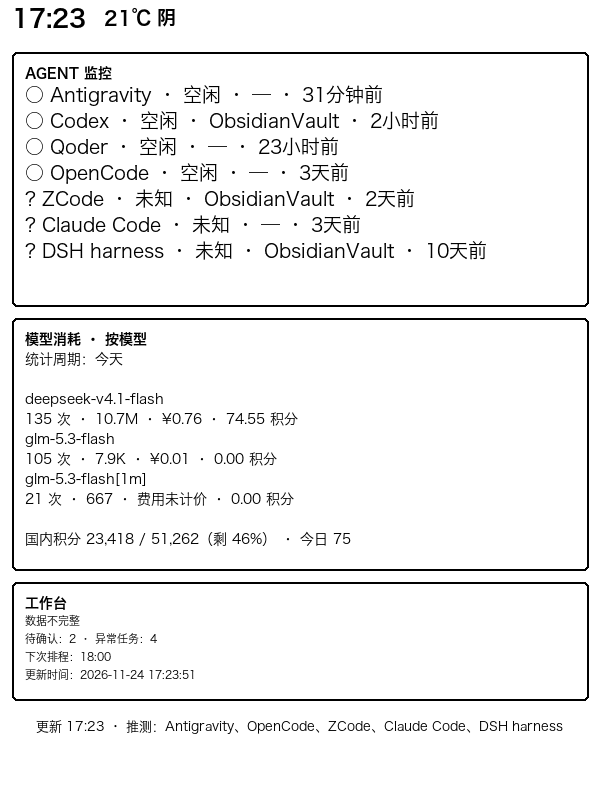 17:23 21℃ 阴
AGENT 监控
○ Antigravity · 空闲 · — · 31分钟前
○ Codex · 空闲 · ObsidianVault · 2小时前
○ Qoder · 空闲 · — · 23小时前
○ OpenCode · 空闲 · — · 3天前
? ZCode · 未知 · ObsidianVault · 2天前
? Claude Code · 未知 · — · 3天前
? DSH harness · 未知 · ObsidianVault · 10天前
模型消耗 · 按模型
统计周期：今天
deepseek-v4.1-flash
135 次 · 10.7M · ¥0.76 · 74.55 积分
glm-5.3-flash
105 次 · 7.9K · ¥0.01 · 0.00 积分
glm-5.3-flash[1m]
21 次 · 667 · 费用未计价 · 0.00 积分
国内积分 23,418 / 51,262（剩 46%） · 今日 75
工作台
数据不完整
待确认：2 · 异常任务：4
下次排程：18:00
更新时间：2026-11-24 17:23:51
更新 17:23 · 推测：Antigravity、OpenCode、ZCode、Claude Code、DSH harness